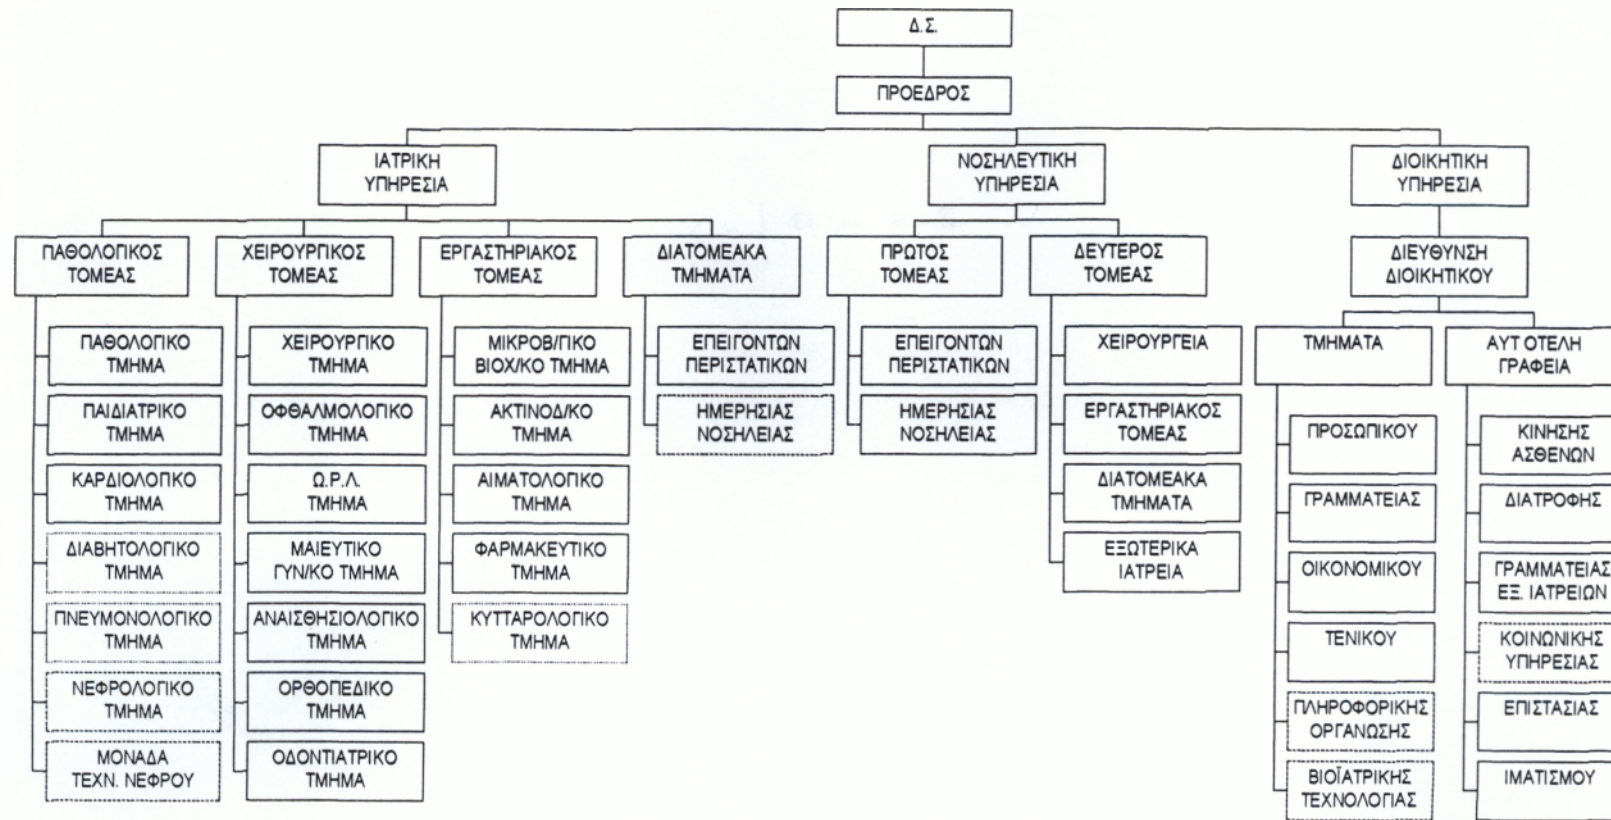 Δ.Σ.
ΠΡΟΕΔΡΟΣ
ΙΑΤΡΙΚΗ
ΥΠΗΡΕΣΙΑ
ΝΟΣΗΛΕΥΤΙΚΗ
ΥΠΗΡΕΣΙΑ
ΔΙΟΙΚΗΤΙΚΗ
ΥΠΗΡΕΣΙΑ
ΠΑΘΟΛΟΓΙΚΟΣ
ΤΟΜΕΑΣ
ΧΕΙΡΟΥΡΓΙΚΟΣ
ΤΟΜΕΑΣ
ΕΡΓΑΣΤΗΡΙΑΚΟΣ
ΤΟΜΕΑΣ
ΔΙΑΤΟΜΕΑΚΑ
ΤΜΗΜΑΤΑ
ΠΡΩΤΟΣ
ΤΟΜΕΑΣ
ΔΕΥΤΕΡΟΣ
ΤΟΜΕΑΣ
ΔΙΕΥΘΥΝΣΗ
ΔΙΟΙΚΗΤΙΚΟΥ
ΠΑΘΟΛΟΓΙΚΟ
ΤΜΗΜΑ
ΠΑΙΔΙΑΤΡΙΚΟ
ΤΜΗΜΑ
ΚΑΡΔΙΟΛΟΓΙΚΟ
ΤΜΗΜΑ
ΔΙΑΒΗΤΟΛΟΓΙΚΟ
ΤΜΗΜΑ
ΠΝΕΥΜΟΝΟΛΟΓΙΚΟ
ΤΜΗΜΑ
ΝΕΦΡΟΛΟΓΙΚΟ
ΤΜΗΜΑ
ΜΟΝΑΔΑ
ΤΕΧΝ. ΝΕΦΡΟΥ
ΧΕΙΡΟΥΡΓΙΚΟ
ΤΜΗΜΑ
ΟΦΘΑΛΜΟΛΟΓΙΚΟ
ΤΜΗΜΑ
Ω.Ρ.Λ.
ΤΜΗΜΑ
ΜΑΙΕΥΤΙΚΟ
ΓΥΝ/ΚΟ ΤΜΗΜΑ
ΑΝΑΙΣΘΗΣΙΟΛΟΓΙΚΟ
ΤΜΗΜΑ
ΟΡΘΟΠΕΔΙΚΟ
ΤΜΗΜΑ
ΟΔΟΝΤΙΑΤΡΙΚΟ
ΤΜΗΜΑ
ΜΙΚΡΟΒ/ΓΙΚΟ
ΒΙΟΧ/ΚΟ ΤΜΗΜΑ
ΑΚΤΙΝΟΔ/ΚΟ
ΤΜΗΜΑ
ΑΙΜΑΤΟΛΟΓΙΚΟ
ΤΜΗΜΑ
ΦΑΡΜΑΚΕΥΤΙΚΟ
ΤΜΗΜΑ
ΚΥΤΤΑΡΟΛΟΓΙΚΟ
ΤΜΗΜΑ
ΕΠΕΙΓΟΝΤΩΝ
ΠΕΡΙΣΤΑΤΙΚΩΝ
ΗΜΕΡΗΣΙΑΣ
ΝΟΣΗΛΕΙΑΣ
ΕΠΕΙΓΟΝΤΩΝ
ΠΕΡΙΣΤΑΤΙΚΩΝ
ΗΜΕΡΗΣΙΑΣ
ΝΟΣΗΛΕΙΑΣ
ΧΕΙΡΟΥΡΓΕΙΑ
ΕΡΓΑΣΤΗΡΙΑΚΟΣ
ΤΟΜΕΑΣ
ΔΙΑΤΟΜΕΑΚΑ
ΤΜΗΜΑΤΑ
ΕΞΩΤΕΡΙΚΑ
ΙΑΤΡΕΙΑ
ΤΜΗΜΑΤΑ
ΠΡΟΣΩΠΙΚΟΥ
ΓΡΑΜΜΑΤΕΙΑΣ
ΟΙΚΟΝΟΜΙΚΟΥ
ΤΕΝΙΚΟΥ
ΠΛΗΡΟΦΟΡΙΚΗΣ
ΟΡΓΑΝΩΣΗΣ
ΒΙΟΪΑΤΡΙΚΗΣ
ΤΕΧΝΟΛΟΓΙΑΣ
ΑΥΤ ΟΤΕΛΗ
ΓΡΑΦΕΙΑ
ΚΙΝΗΣΗΣ
ΑΣΘΕΝΩΝ
ΔΙΑΤΡΟΦΗΣ
ΓΡΑΜΜΑΤΕΙΑΣ
ΕΞ. ΙΑΤΡΕΙΩΝ
ΚΟΙΝΩΝΙΚΗΣ
ΥΠΗΡΕΣΙΑΣ
ΕΠΙΣΤΑΣΙΑΣ
ΙΜΑΤΙΣΜΟΥ